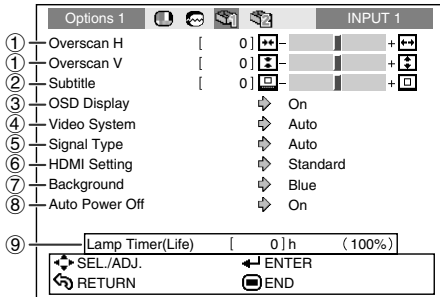 Options 1 INPUT 1
① Overscan H [ 0 ] - +
① Overscan V [ 0 ] - +
② Subtitle [ 0 ] - +
③ OSD Display On
④ Video System Auto
⑤ Signal Type Auto
⑥ HDMI Setting Standard
⑦ Background Blue
⑧ Auto Power Off On
⑨ Lamp Timer(Life) [ 0 ] h (100%)
SEL./ADJ. ENTER
RETURN END